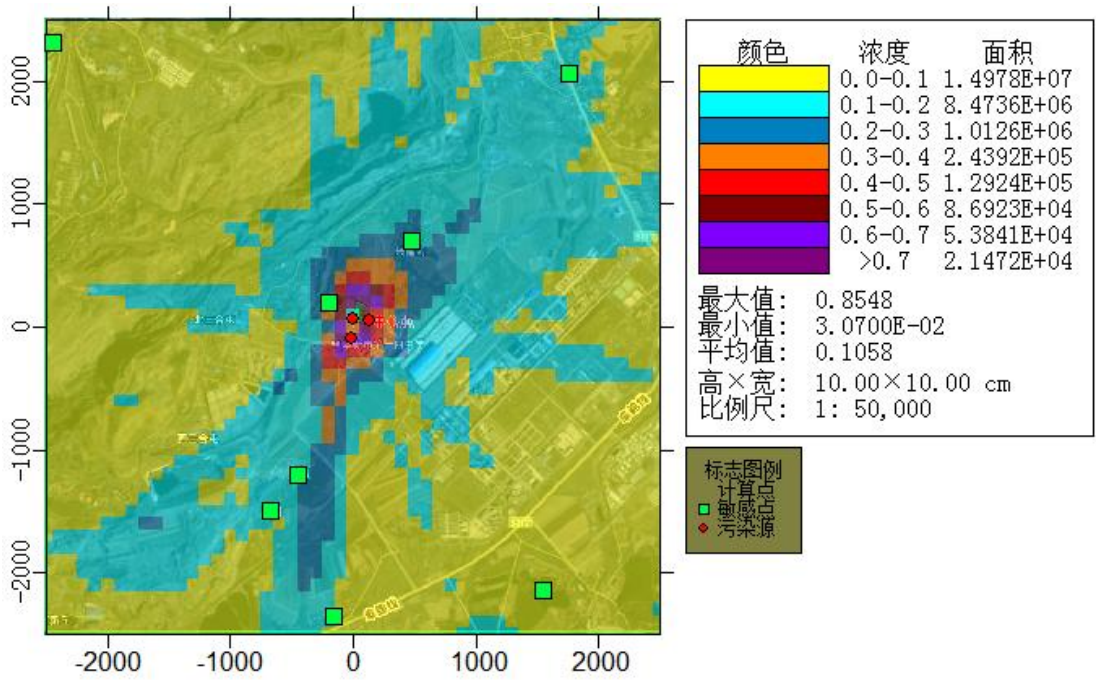 颜色 浓度 面积
0.0-0.1 1.4978E+07
0.1-0.2 8.4736E+06
0.2-0.3 1.0126E+06
0.3-0.4 2.4392E+05
0.4-0.5 1.2924E+05
0.5-0.6 8.6923E+04
0.6-0.7 5.3841E+04
>0.7 2.1472E+04
最大值: 0.8548
最小值: 3.0700E-02
平均值: 0.1058
高×宽: 10.00×10.00 cm
比例尺: 1: 50,000
标志图例
计算点
敏感点
污染源
2000
1000
0
-1000
-2000
-2000 -1000 0 1000 2000